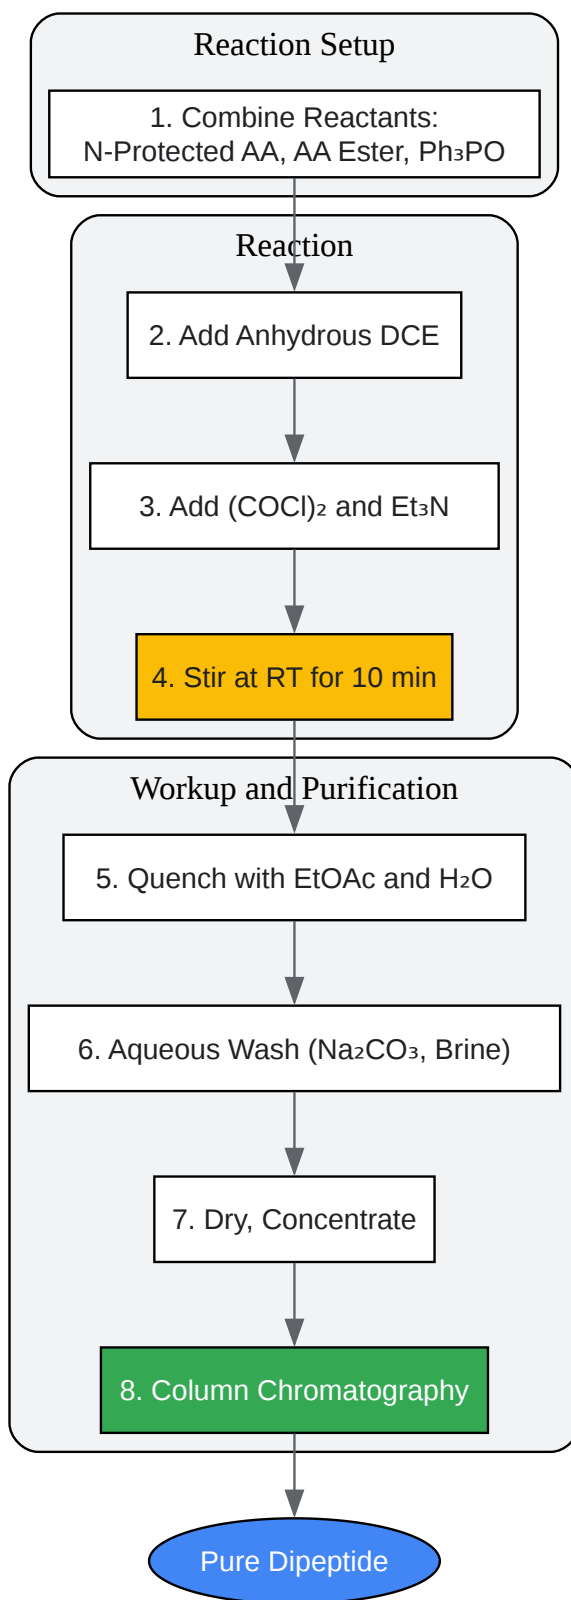 Reaction Setup
1. Combine Reactants:
N-Protected AA, AA Ester, Ph₃PO
Reaction
2. Add Anhydrous DCE
3. Add (COCl)₂ and Et₃N
4. Stir at RT for 10 min
Workup and Purification
5. Quench with EtOAc and H₂O
6. Aqueous Wash (Na₂CO₃, Brine)
7. Dry, Concentrate
8. Column Chromatography
Pure Dipeptide